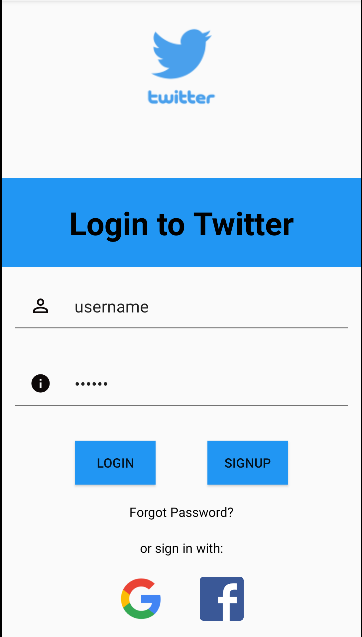 twitter
Login to Twitter
username
••••••
LOGIN SIGNUP
Forgot Password?
or sign in with: